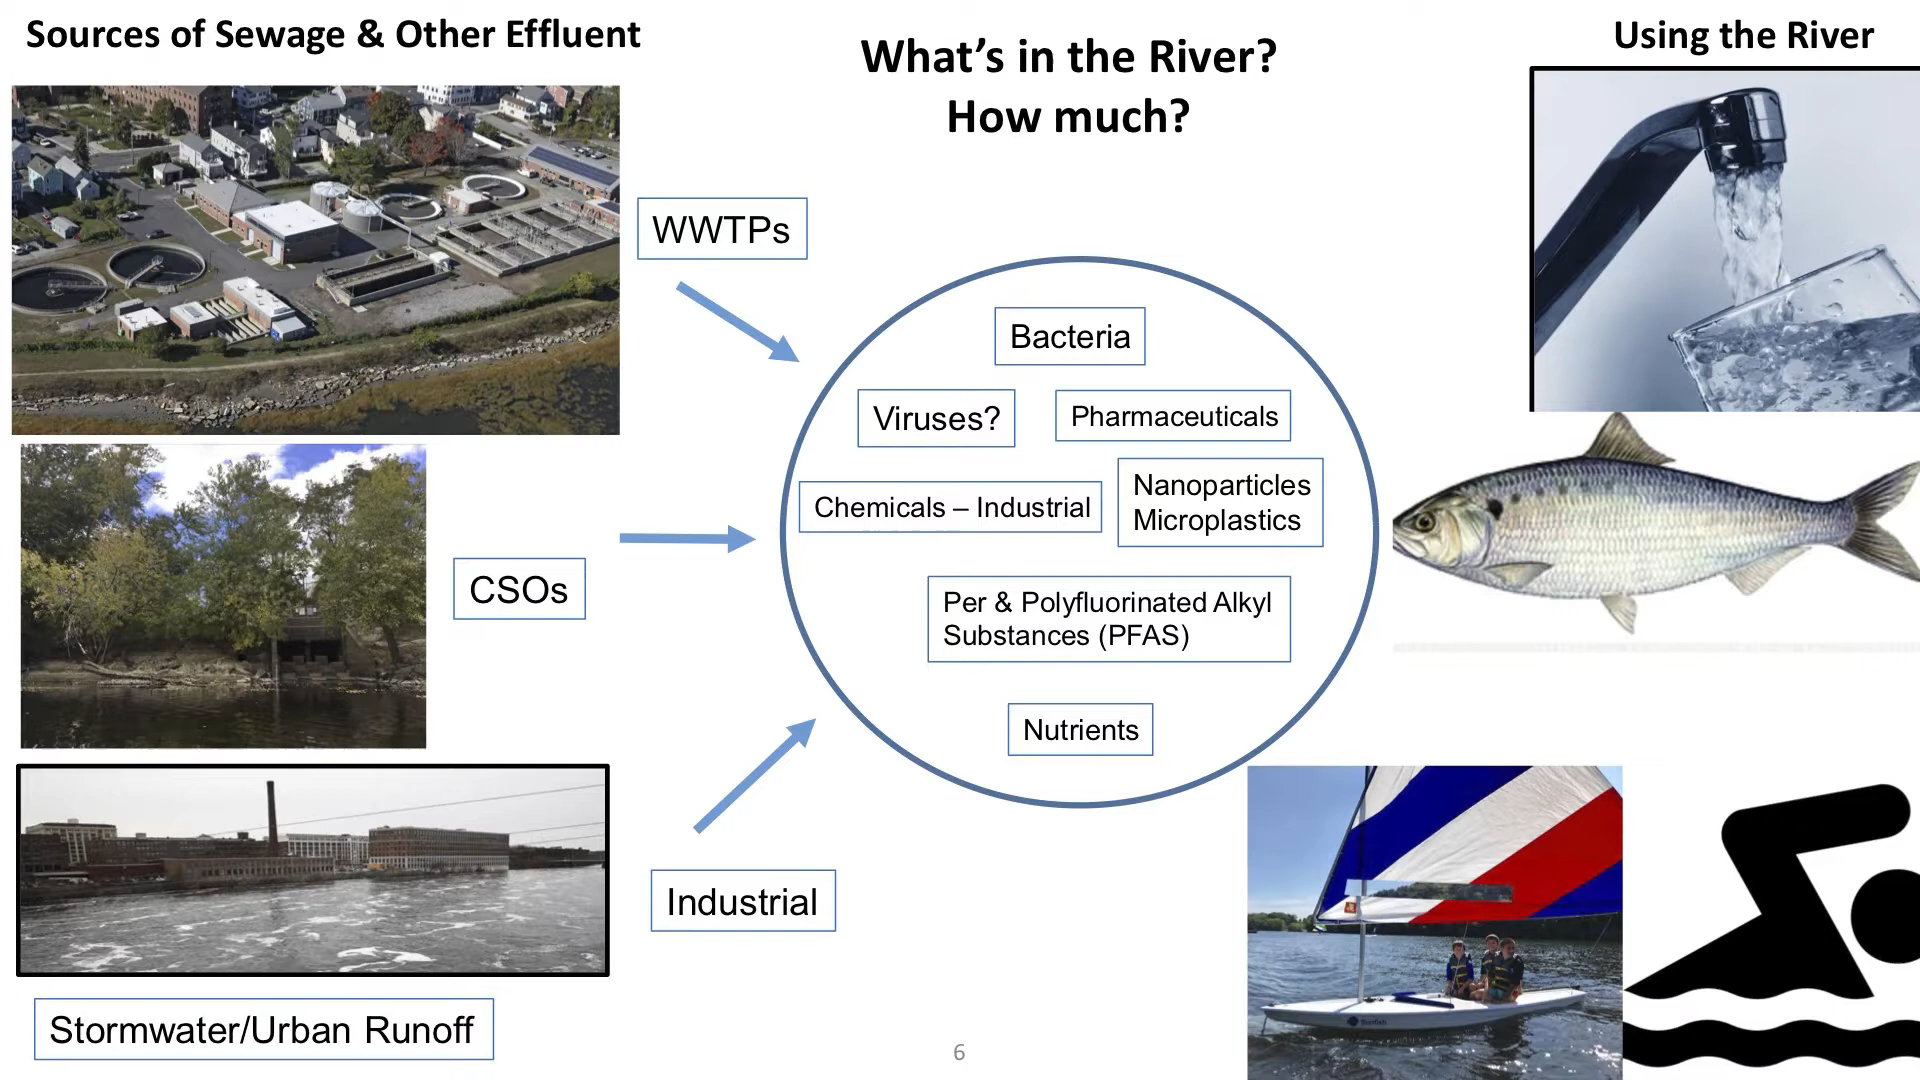 Sources of Sewage & Other Effluent
What's in the River?
How much?
Using the River
WWTPs
Bacteria
Viruses?
Pharmaceuticals
Chemicals – Industrial
Nanoparticles
Microplastics
CSOs
Per & Polyfluorinated Alkyl
Substances (PFAS)
Nutrients
Industrial
Stormwater/Urban Runoff
6